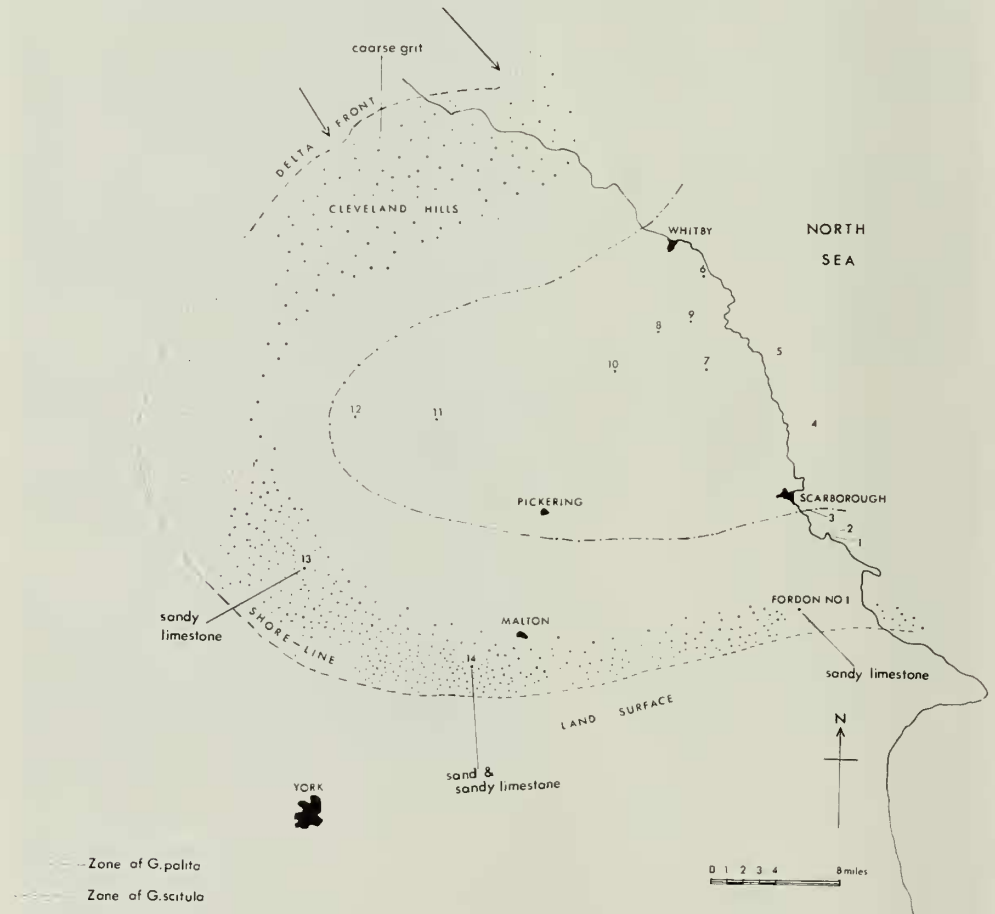 coarse grit
DELTA FRONT
CLEVELAND HILLS
WHITBY
NORTH
SEA
6
9
8
5
10
7
12
11
4
PICKERING
SCARBOROUGH
3
2
1
13
FORDON NO 1
sandy
limestone
SHORE-LINE
MALTON
14
sandy limestone
LAND SURFACE
N
sand &
sandy limestone
YORK
Zone of G.polita
Zone of G.scitula
0 1 2 3 4 8 miles